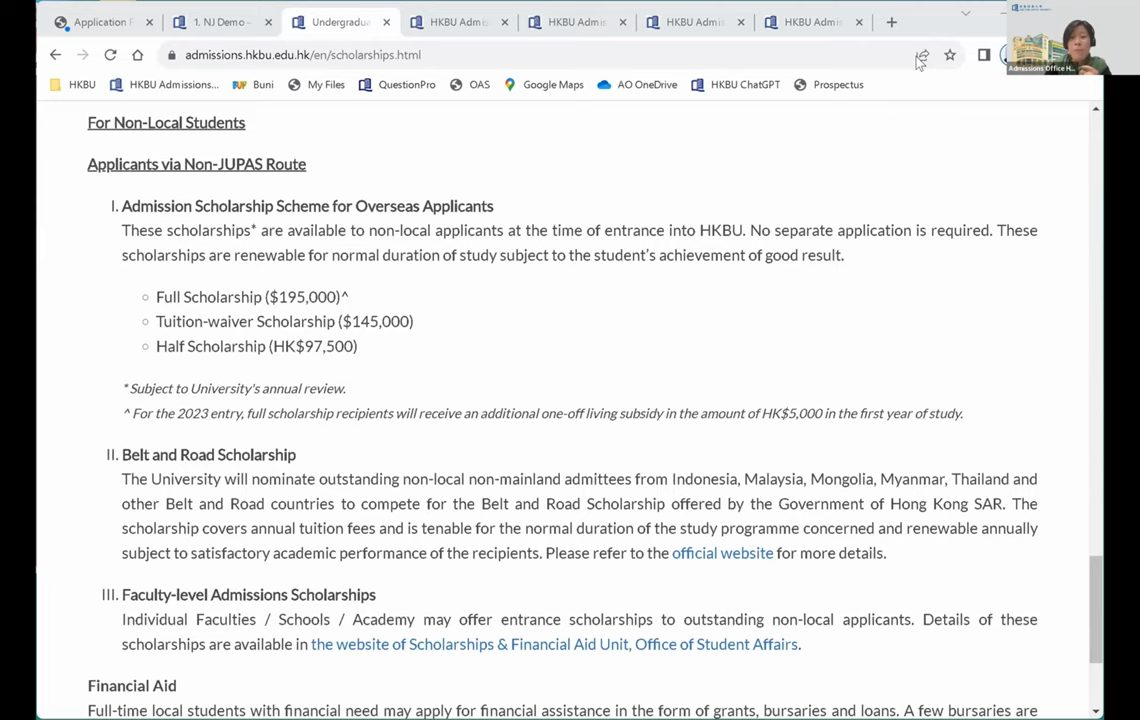 Application F
1. NJ Demo –
Undergradua
HKBU Admi
HKBU Admis
HKBU Admi
HKBU Admi
admissions.hkbu.edu.hk/en/scholarships.html
HKBU
HKBU Admissions...
Buni
My Files
QuestionPro
OAS
Google Maps
AO OneDrive
HKBU ChatGPT
Prospectus
Admissions Office H...
For Non-Local Students
Applicants via Non-JUPAS Route
I. Admission Scholarship Scheme for Overseas Applicants
These scholarships* are available to non-local applicants at the time of entrance into HKBU. No separate application is required. These
scholarships are renewable for normal duration of study subject to the student's achievement of good result.
Full Scholarship ($195,000)^
Tuition-waiver Scholarship ($145,000)
Half Scholarship (HK$97,500)
* Subject to University's annual review.
^ For the 2023 entry, full scholarship recipients will receive an additional one-off living subsidy in the amount of HK$5,000 in the first year of study.
II. Belt and Road Scholarship
The University will nominate outstanding non-local non-mainland admittees from Indonesia, Malaysia, Mongolia, Myanmar, Thailand and
other Belt and Road countries to compete for the Belt and Road Scholarship offered by the Government of Hong Kong SAR. The
scholarship covers annual tuition fees and is tenable for the normal duration of the study programme concerned and renewable annually
subject to satisfactory academic performance of the recipients. Please refer to the official website for more details.
III. Faculty-level Admissions Scholarships
Individual Faculties / Schools / Academy may offer entrance scholarships to outstanding non-local applicants. Details of these
scholarships are available in the website of Scholarships & Financial Aid Unit, Office of Student Affairs.
Financial Aid
Full-time local students with financial need may apply for financial assistance in the form of grants, bursaries and loans. A few bursaries are